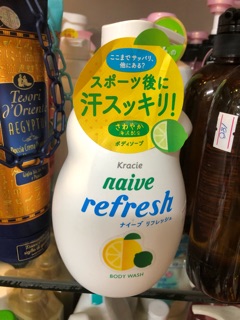 ここまでサッパリ、
他にある?
スポーツ後に
汗スッキリ!
さわやか
ボディソープ
Kracie
naive
refresh
ナイーブ リフレッシュ
BODY WASH
Tesori
d'Oriente
AEGYPTUS